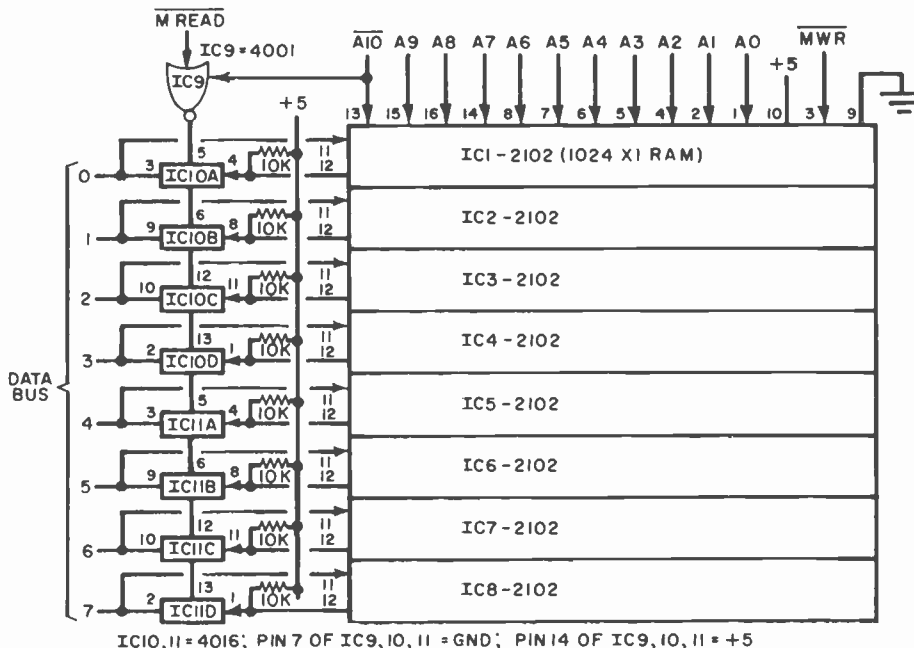 M READ
IC9 = 4001
IC9
A10 A9 A8 A7 A6 A5 A4 A3 A2 A1 A0 MWR
+5
+5
13 15 16 14 8 7 6 5 4 2 1 10 3 9
0 3 IC10A 5 4 10K 11 12 IC1-2102 (1024 X1 RAM)
1 9 IC10B 6 8 10K 11 12 IC2-2102
2 10 IC10C 12 11 10K 11 12 IC3-2102
3 2 IC10D 13 1 10K 11 12 IC4-2102
DATA BUS
4 3 IC11A 5 4 10K 11 12 IC5-2102
5 9 IC11B 6 8 10K 11 12 IC6-2102
6 10 IC11C 12 11 10K 11 12 IC7-2102
7 2 IC11D 13 1 10K 11 12 IC8-2102
IC10,11 = 4016; PIN 7 OF IC9,10,11 = GND; PIN 14 OF IC9,10,11 = +5